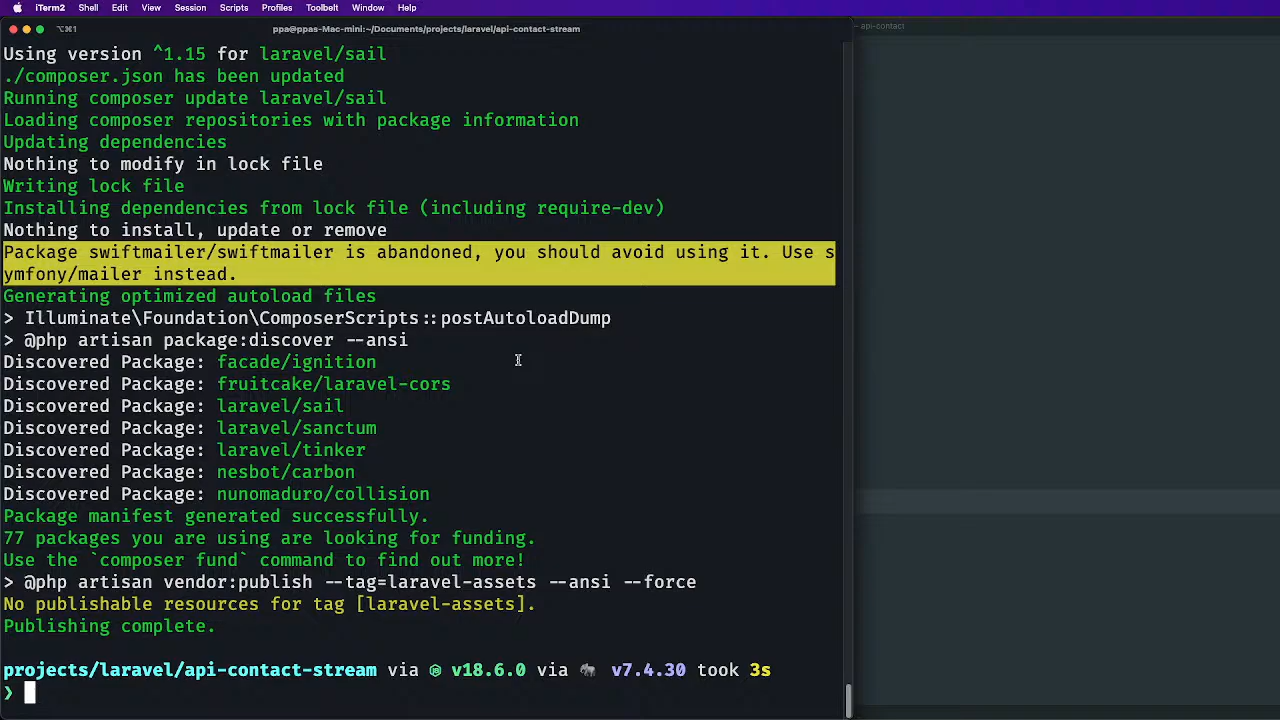 iTerm2 Shell Edit View Session Scripts Profiles Toolbelt Window Help
⌥⌘1 ppa@ppas-Mac-mini:~/Documents/projects/laravel/api-contact-stream - api-contact
Using version ^1.15 for laravel/sail
./composer.json has been updated
Running composer update laravel/sail
Loading composer repositories with package information
Updating dependencies
Nothing to modify in lock file
Writing lock file
Installing dependencies from lock file (including require-dev)
Nothing to install, update or remove
Package swiftmailer/swiftmailer is abandoned, you should avoid using it. Use s
ymfony/mailer instead.
Generating optimized autoload files
> Illuminate\Foundation\ComposerScripts::postAutoloadDump
> @php artisan package:discover --ansi
Discovered Package: facade/ignition
Discovered Package: fruitcake/laravel-cors
Discovered Package: laravel/sail
Discovered Package: laravel/sanctum
Discovered Package: laravel/tinker
Discovered Package: nesbot/carbon
Discovered Package: nunomaduro/collision
Package manifest generated successfully.
77 packages you are using are looking for funding.
Use the `composer fund` command to find out more!
> @php artisan vendor:publish --tag=laravel-assets --ansi --force
No publishable resources for tag [laravel-assets].
Publishing complete.
projects/laravel/api-contact-stream via v18.6.0 via 🐘 v7.4.30 took 3s
❯